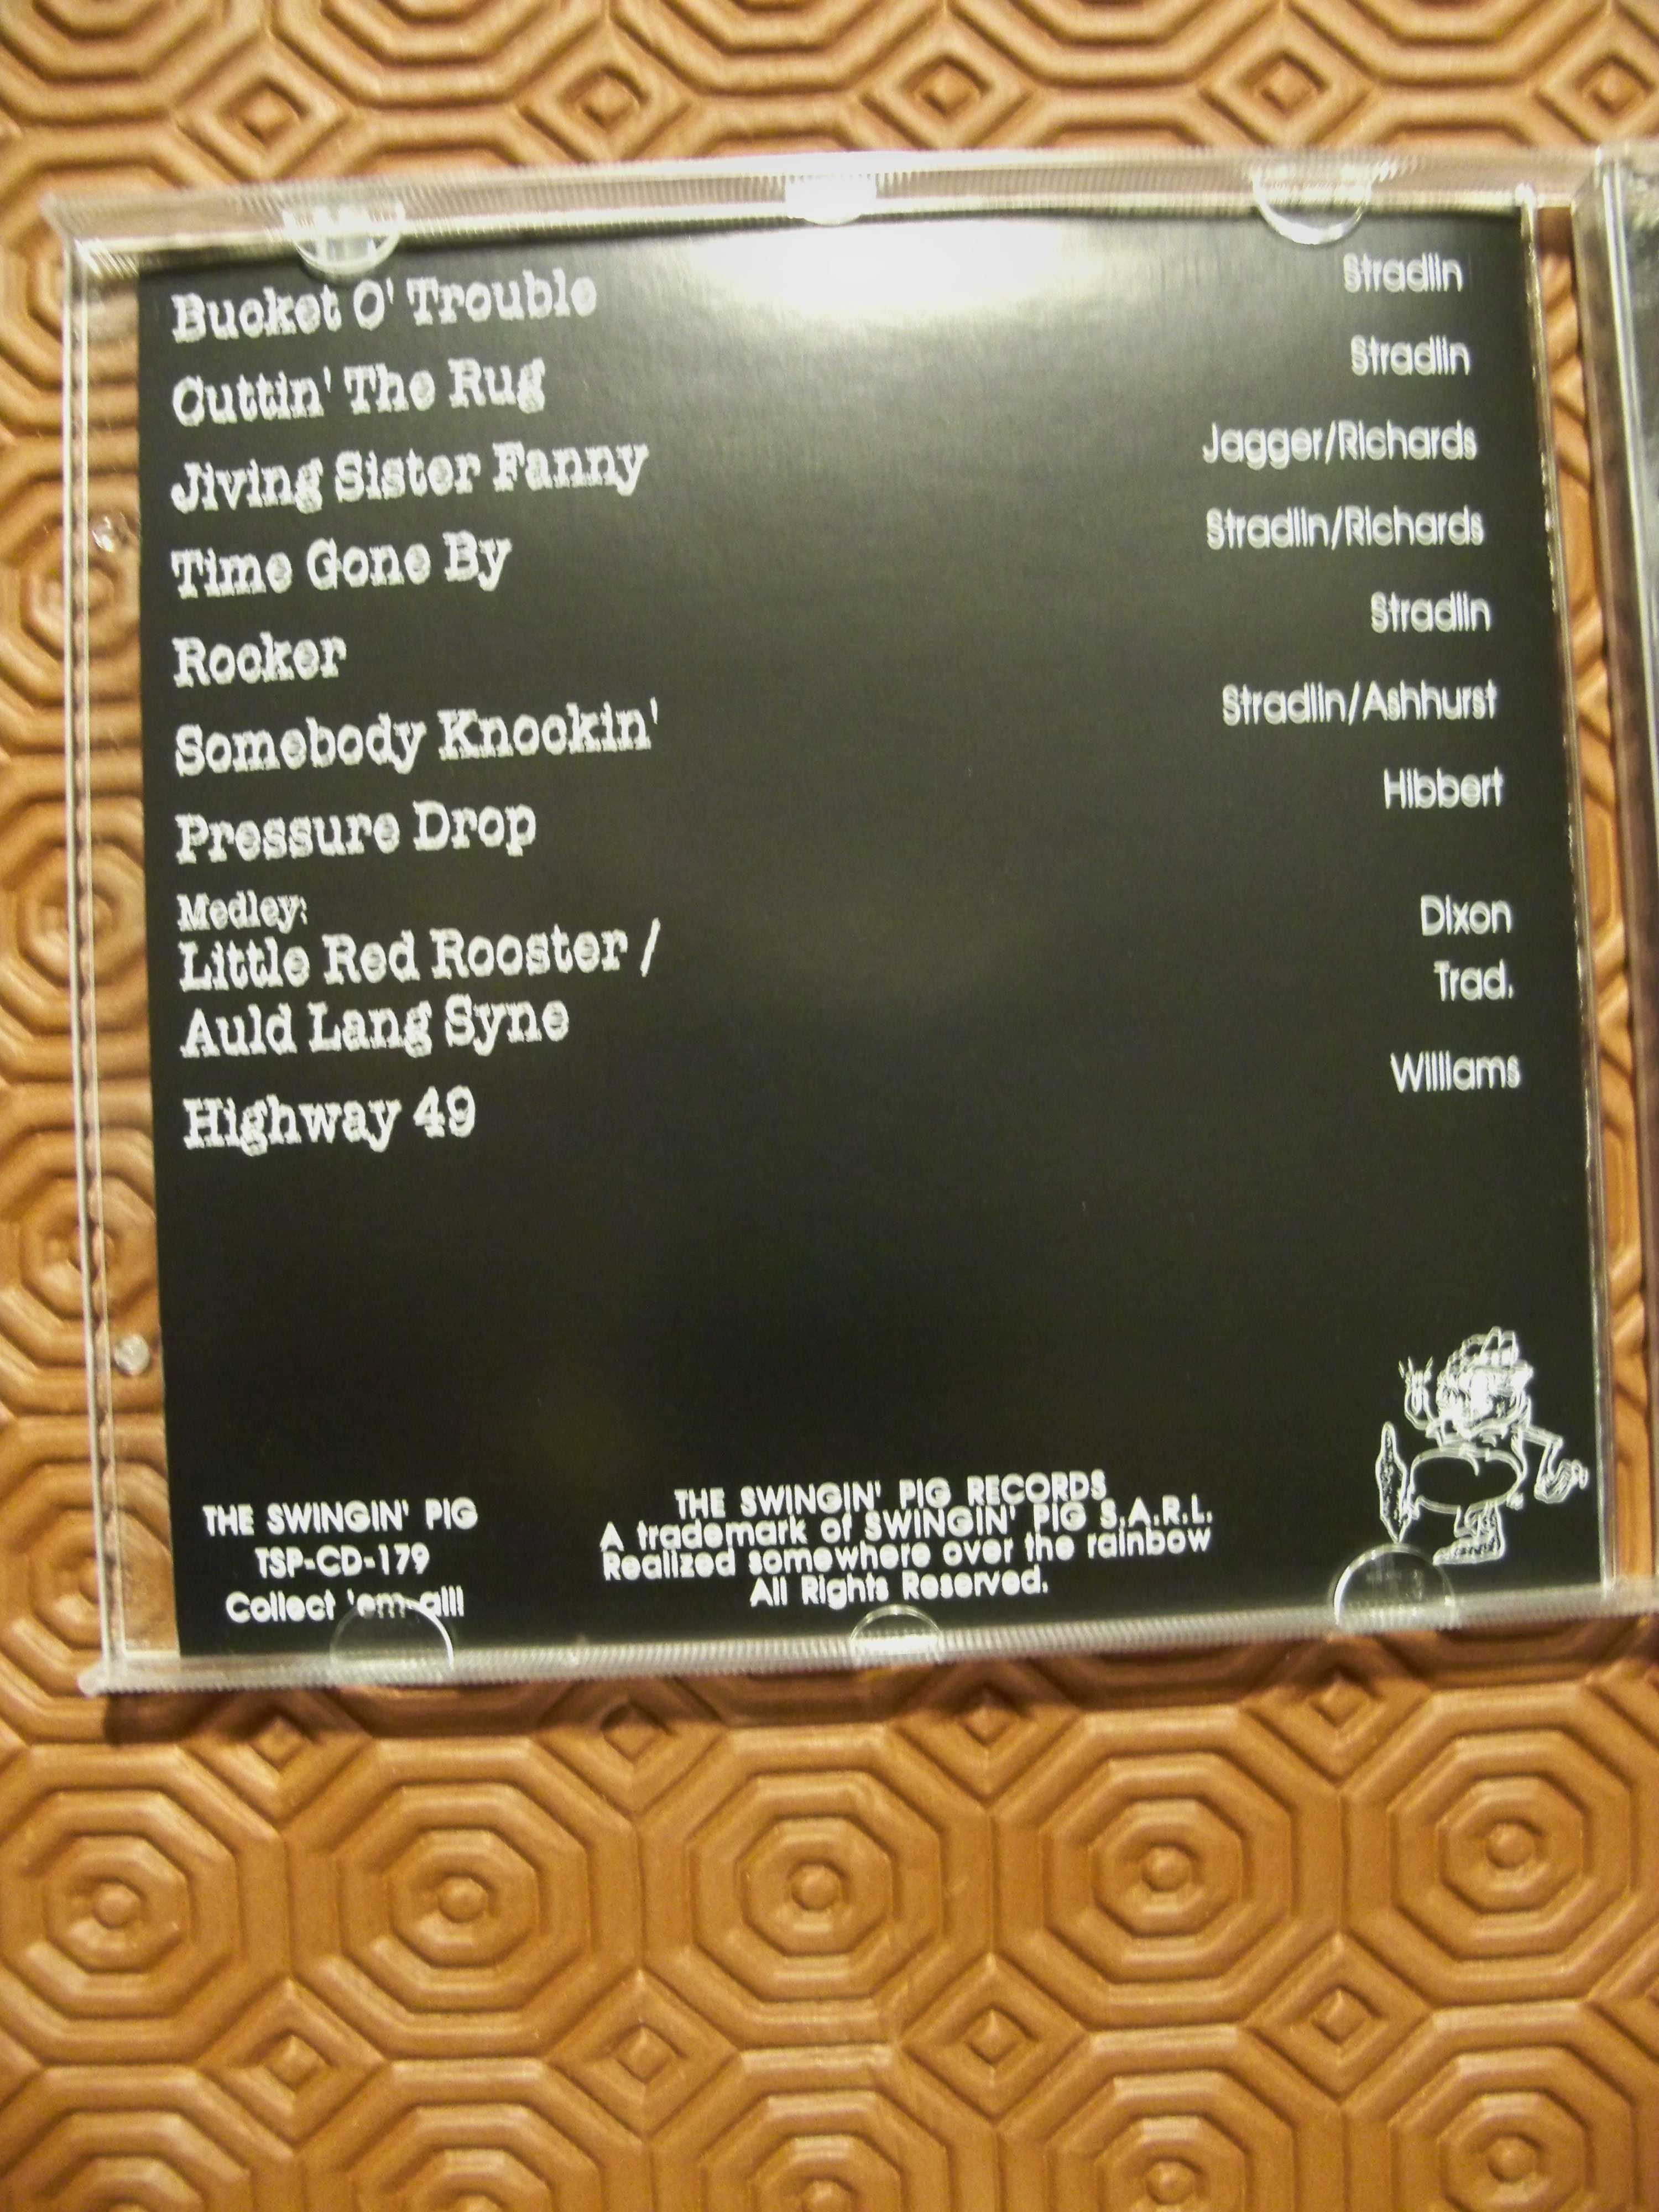 Bucket O' Trouble Stradlin
Cuttin' The Rug Stradlin
Jiving Sister Fanny Jagger/Richards
Time Gone By Stradlin/Richards
Rocker Stradlin
Somebody Knockin' Stradlin/Ashhurst
Pressure Drop Hibbert
Medley:
Little Red Rooster / Dixon
Auld Lang Syne Trad.
Highway 49 Williams
THE SWINGIN' PIG
TSP-CD-179
Collect 'em all!
THE SWINGIN' PIG RECORDS
A trademark of SWINGIN' PIG S.A.R.L.
Realized somewhere over the rainbow
All Rights Reserved.